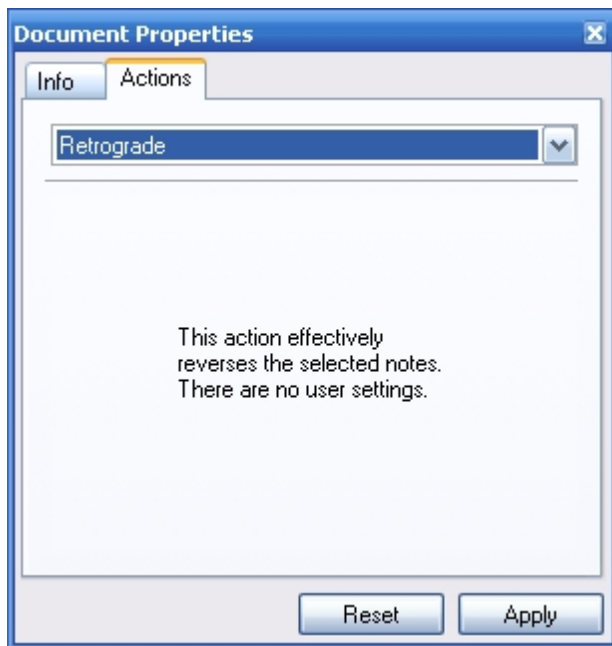 Document Properties
Info
Actions
Retrograde
This action effectively
reverses the selected notes.
There are no user settings.
Reset
Apply